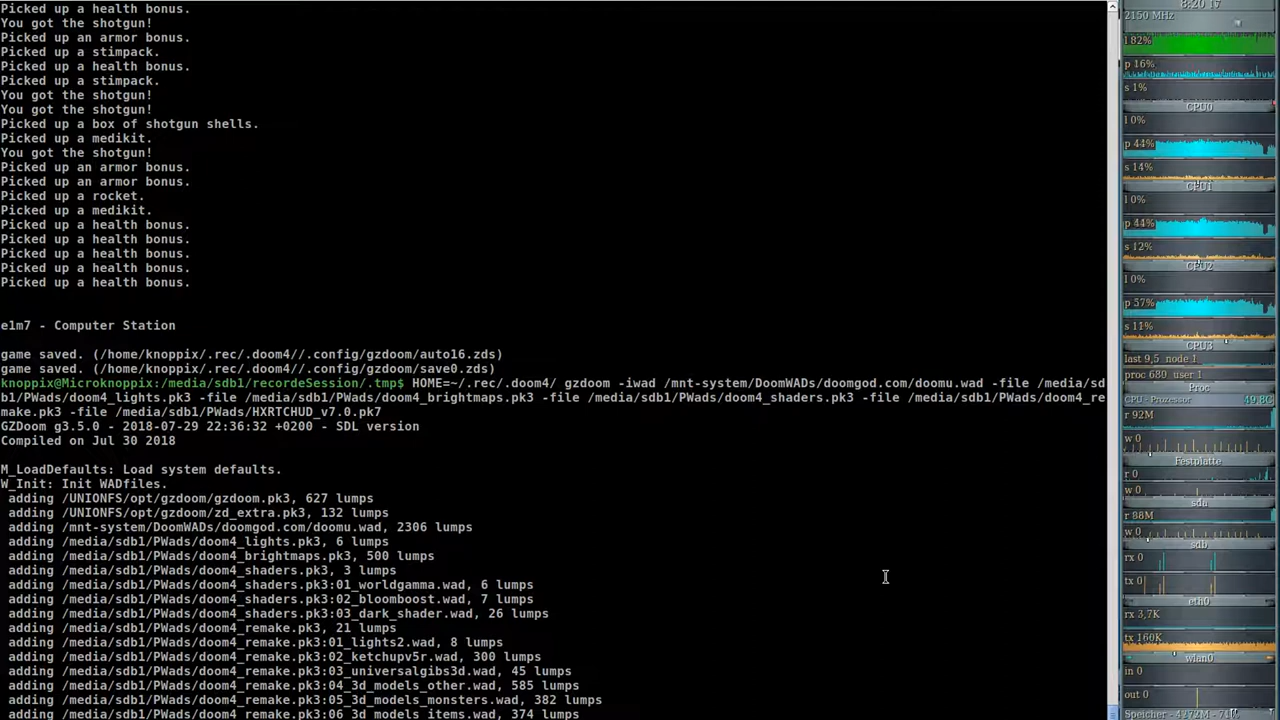 Picked up a health bonus.
You got the shotgun!
Picked up an armor bonus.
Picked up a stimpack.
Picked up a health bonus.
Picked up a stimpack.
You got the shotgun!
You got the shotgun!
Picked up a box of shotgun shells.
Picked up a medikit.
You got the shotgun!
Picked up an armor bonus.
Picked up an armor bonus.
Picked up a rocket.
Picked up a medikit.
Picked up a health bonus.
Picked up a health bonus.
Picked up a health bonus.
Picked up a health bonus.
Picked up a health bonus.
e1m7 - Computer Station
game saved. (/home/knoppix/.rec/.doom4//.config/gzdoom/auto16.zds)
game saved. (/home/knoppix/.rec/.doom4//.config/gzdoom/save0.zds)
knoppix@Microknoppix:/media/sdb1/recordeSession/.tmp$ HOME=~/.rec/.doom4/ gzdoom -iwad /mnt-system/DoomWADs/doomgod.com/doomu.wad -file /media/sd
b1/PWads/doom4_lights.pk3 -file /media/sdb1/PWads/doom4_brightmaps.pk3 -file /media/sdb1/PWads/doom4_shaders.pk3 -file /media/sdb1/PWads/doom4_re
make.pk3 -file /media/sdb1/PWads/HXRTCHUD_v7.0.pk7
GZDoom g3.5.0 - 2018-07-29 22:36:32 +0200 - SDL version
Compiled on Jul 30 2018
M_LoadDefaults: Load system defaults.
W_Init: Init WADfiles.
adding /UNIONFS/opt/gzdoom/gzdoom.pk3, 627 lumps
adding /UNIONFS/opt/gzdoom/zd_extra.pk3, 132 lumps
adding /mnt-system/DoomWADs/doomgod.com/doomu.wad, 2306 lumps
adding /media/sdb1/PWads/doom4_lights.pk3, 6 lumps
adding /media/sdb1/PWads/doom4_brightmaps.pk3, 500 lumps
adding /media/sdb1/PWads/doom4_shaders.pk3, 3 lumps
adding /media/sdb1/PWads/doom4_shaders.pk3:01_worldgamma.wad, 6 lumps
adding /media/sdb1/PWads/doom4_shaders.pk3:02_bloomboost.wad, 7 lumps
adding /media/sdb1/PWads/doom4_shaders.pk3:03_dark_shader.wad, 26 lumps
adding /media/sdb1/PWads/doom4_remake.pk3, 21 lumps
adding /media/sdb1/PWads/doom4_remake.pk3:01_lights2.wad, 8 lumps
adding /media/sdb1/PWads/doom4_remake.pk3:02_ketchupv5r.wad, 300 lumps
adding /media/sdb1/PWads/doom4_remake.pk3:03_universalgibs3d.wad, 45 lumps
adding /media/sdb1/PWads/doom4_remake.pk3:04_3d_models_other.wad, 585 lumps
adding /media/sdb1/PWads/doom4_remake.pk3:05_3d_models_monsters.wad, 382 lumps
adding /media/sdb1/PWads/doom4_remake.pk3:06_3d_models_items.wad, 374 lumps
8:20 17
2150 MHz
l 82%
p 16%
s 1%
CPU0
l 0%
p 44%
s 14%
CPU1
l 0%
p 44%
s 12%
CPU2
l 0%
p 57%
s 11%
CPU3
last 9,5 node 1
proc 680 user 1
Proc
CPU - Prozessor 49,8C
r 92M
w 0
Festplatte
r 0
w 0
sda
r 88M
w 0
sdb
rx 0
tx 0
eth0
rx 3,7K
tx 160K
wlan0
in 0
out 0
Speicher